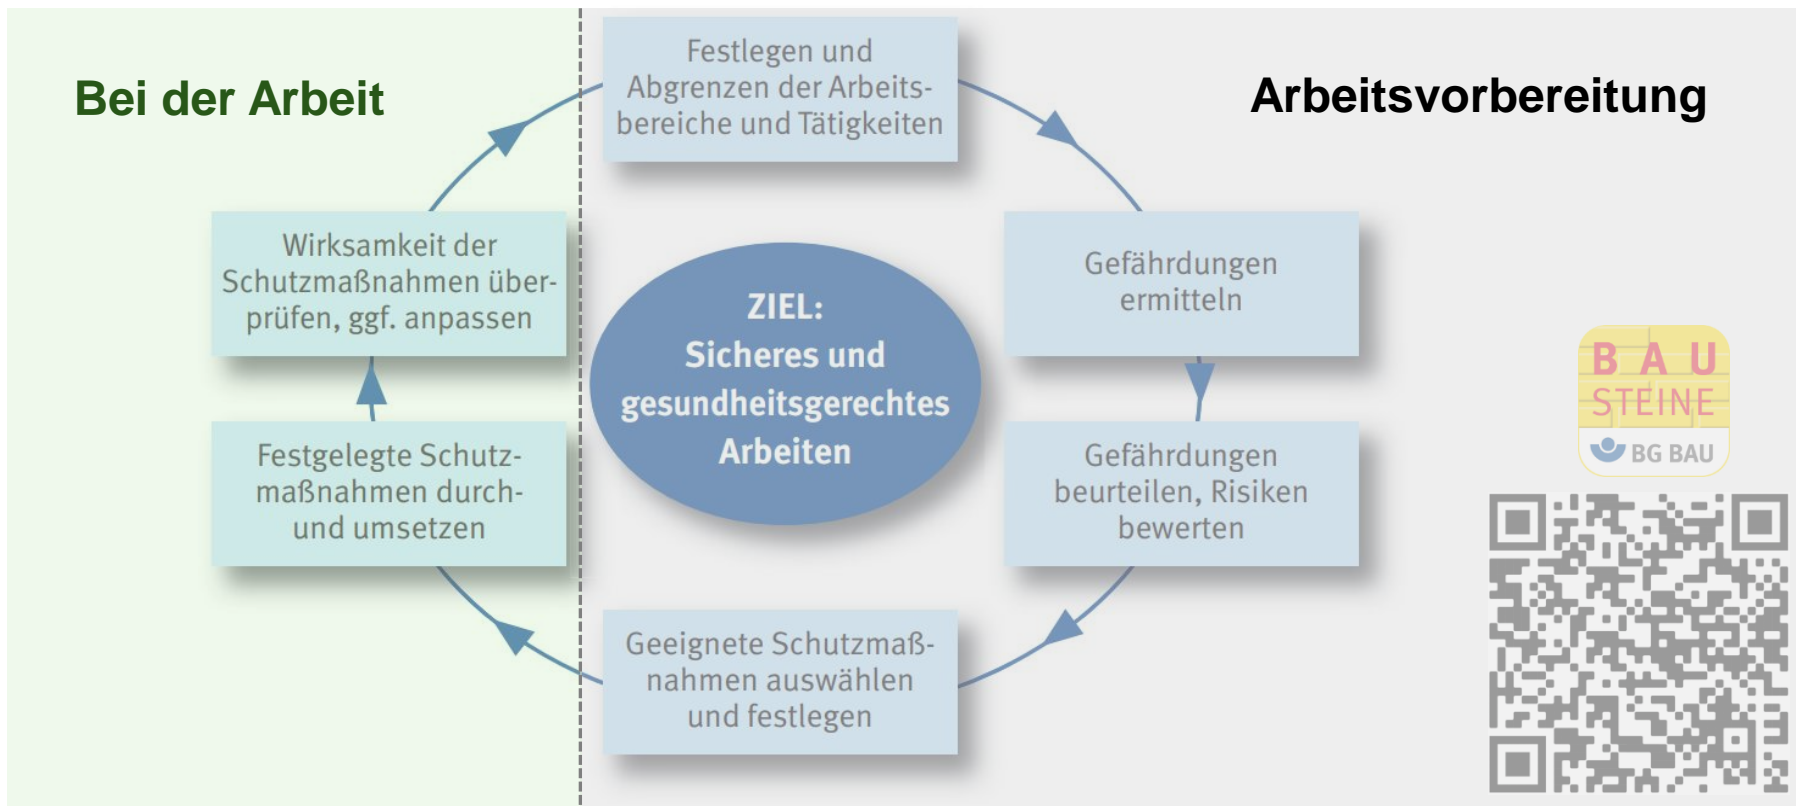 Bei der Arbeit
Arbeitsvorbereitung
Festlegen und
Abgrenzen der Arbeits-
bereiche und Tätigkeiten
Gefährdungen
ermitteln
Gefährdungen
beurteilen, Risiken
bewerten
Geeignete Schutzmaß-
nahmen auswählen
und festlegen
Festgelegte Schutz-
maßnahmen durch-
und umsetzen
Wirksamkeit der
Schutzmaßnahmen über-
prüfen, ggf. anpassen
ZIEL:
Sicheres und
gesundheitsgerechtes
Arbeiten
BAU
STEINE
BG BAU